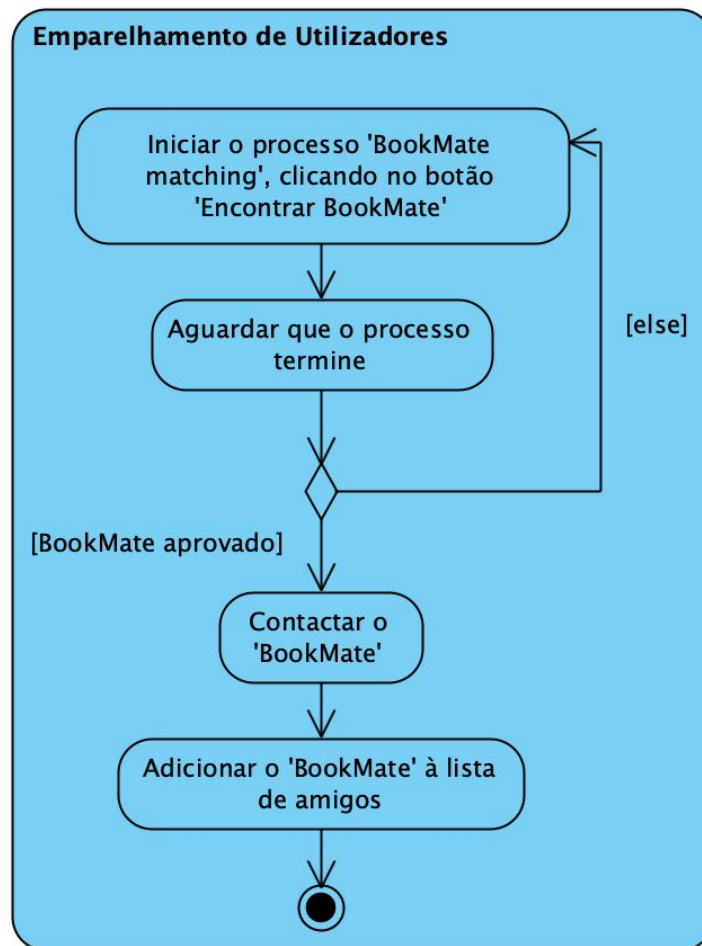 Emparelhamento de Utilizadores
Iniciar o processo 'BookMate
matching', clicando no botão
'Encontrar BookMate'
[else]
Aguardar que o processo
termine
[BookMate aprovado]
Contactar o
'BookMate'
Adicionar o 'BookMate' à lista
de amigos